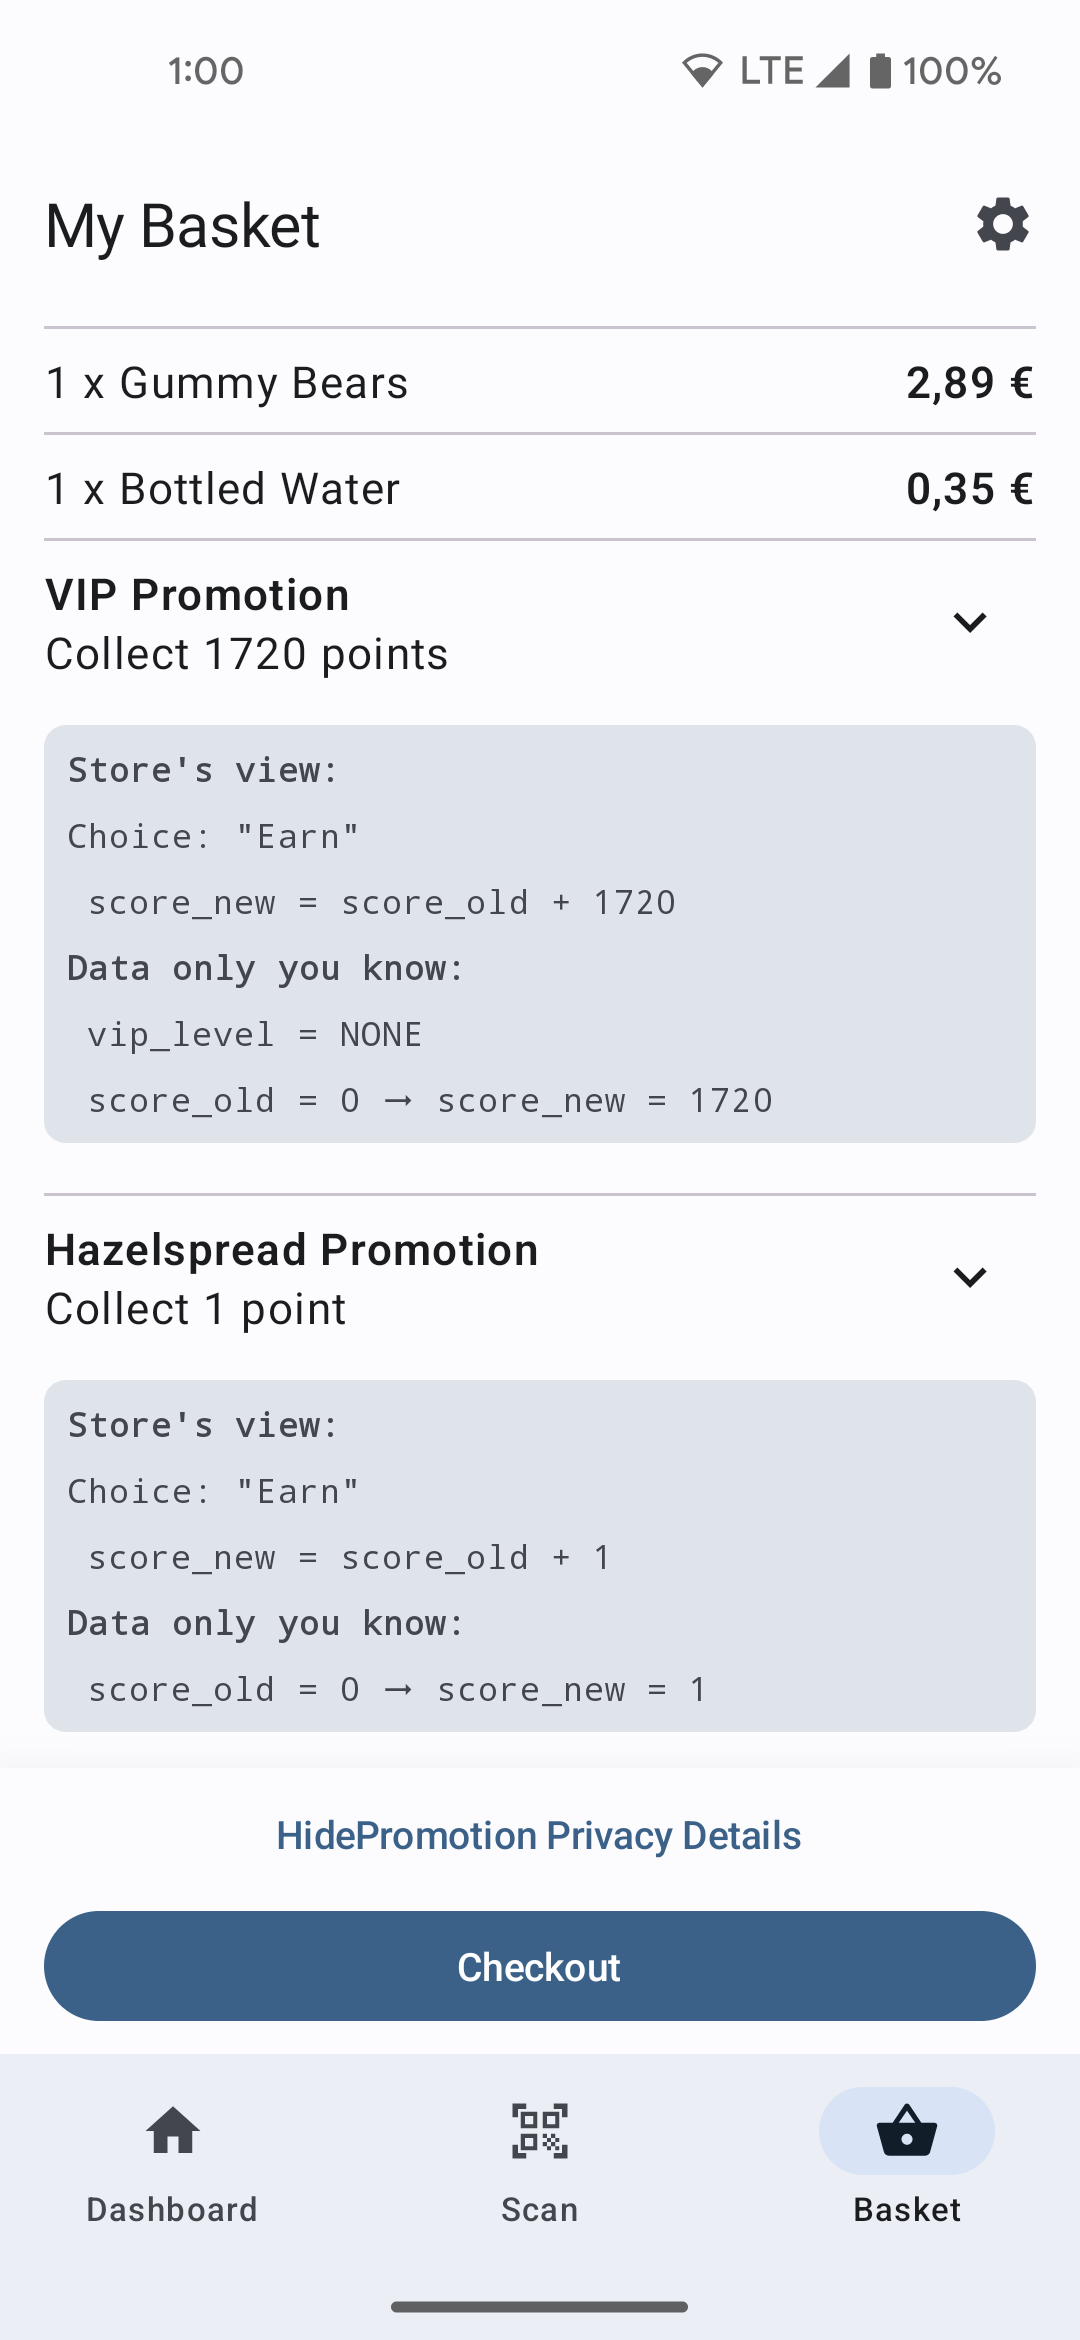 1:00 LTE 100%
My Basket
1 x Gummy Bears 2,89 €
1 x Bottled Water 0,35 €
VIP Promotion
Collect 1720 points
Store's view:
Choice: "Earn"
score_new = score_old + 1720
Data only you know:
vip_level = NONE
score_old = 0 → score_new = 1720
Hazelspread Promotion
Collect 1 point
Store's view:
Choice: "Earn"
score_new = score_old + 1
Data only you know:
score_old = 0 → score_new = 1
HidePromotion Privacy Details
Checkout
Dashboard Scan Basket